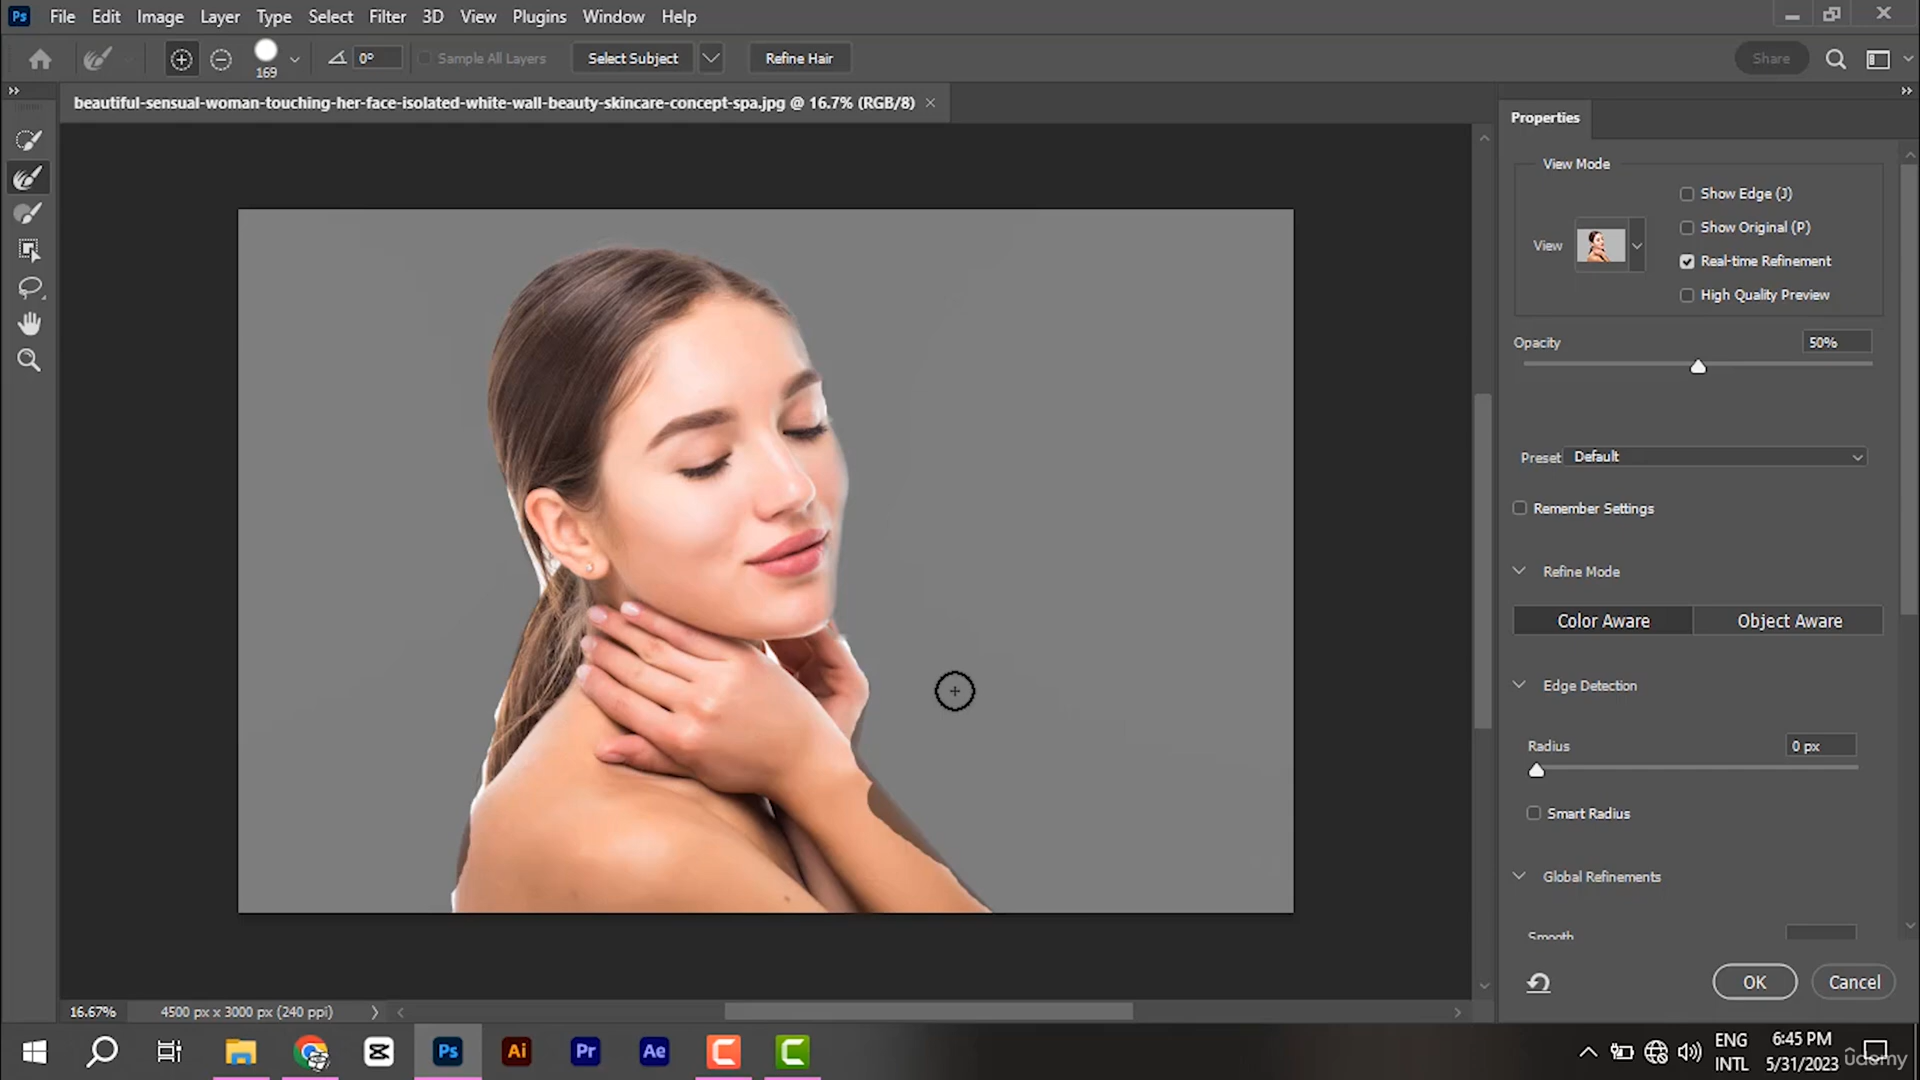 Ps File Edit Image Layer Type Select Filter 3D View Plugins Window Help
169 0° Sample All Layers Select Subject Refine Hair Share
beautiful-sensual-woman-touching-her-face-isolated-white-wall-beauty-skincare-concept-spa.jpg @ 16.7% (RGB/8)
Properties
View Mode
Show Edge (J)
Show Original (P)
View
Real-time Refinement
High Quality Preview
Opacity 50%
Preset Default
Remember Settings
Refine Mode
Color Aware Object Aware
Edge Detection
Radius 0 px
Smart Radius
Global Refinements
Smooth
OK Cancel
16.67% 4500 px x 3000 px (240 ppi)
Ps Ai Pr Ae
ENG 6:45 PM
INTL 5/31/2023
ûdemy